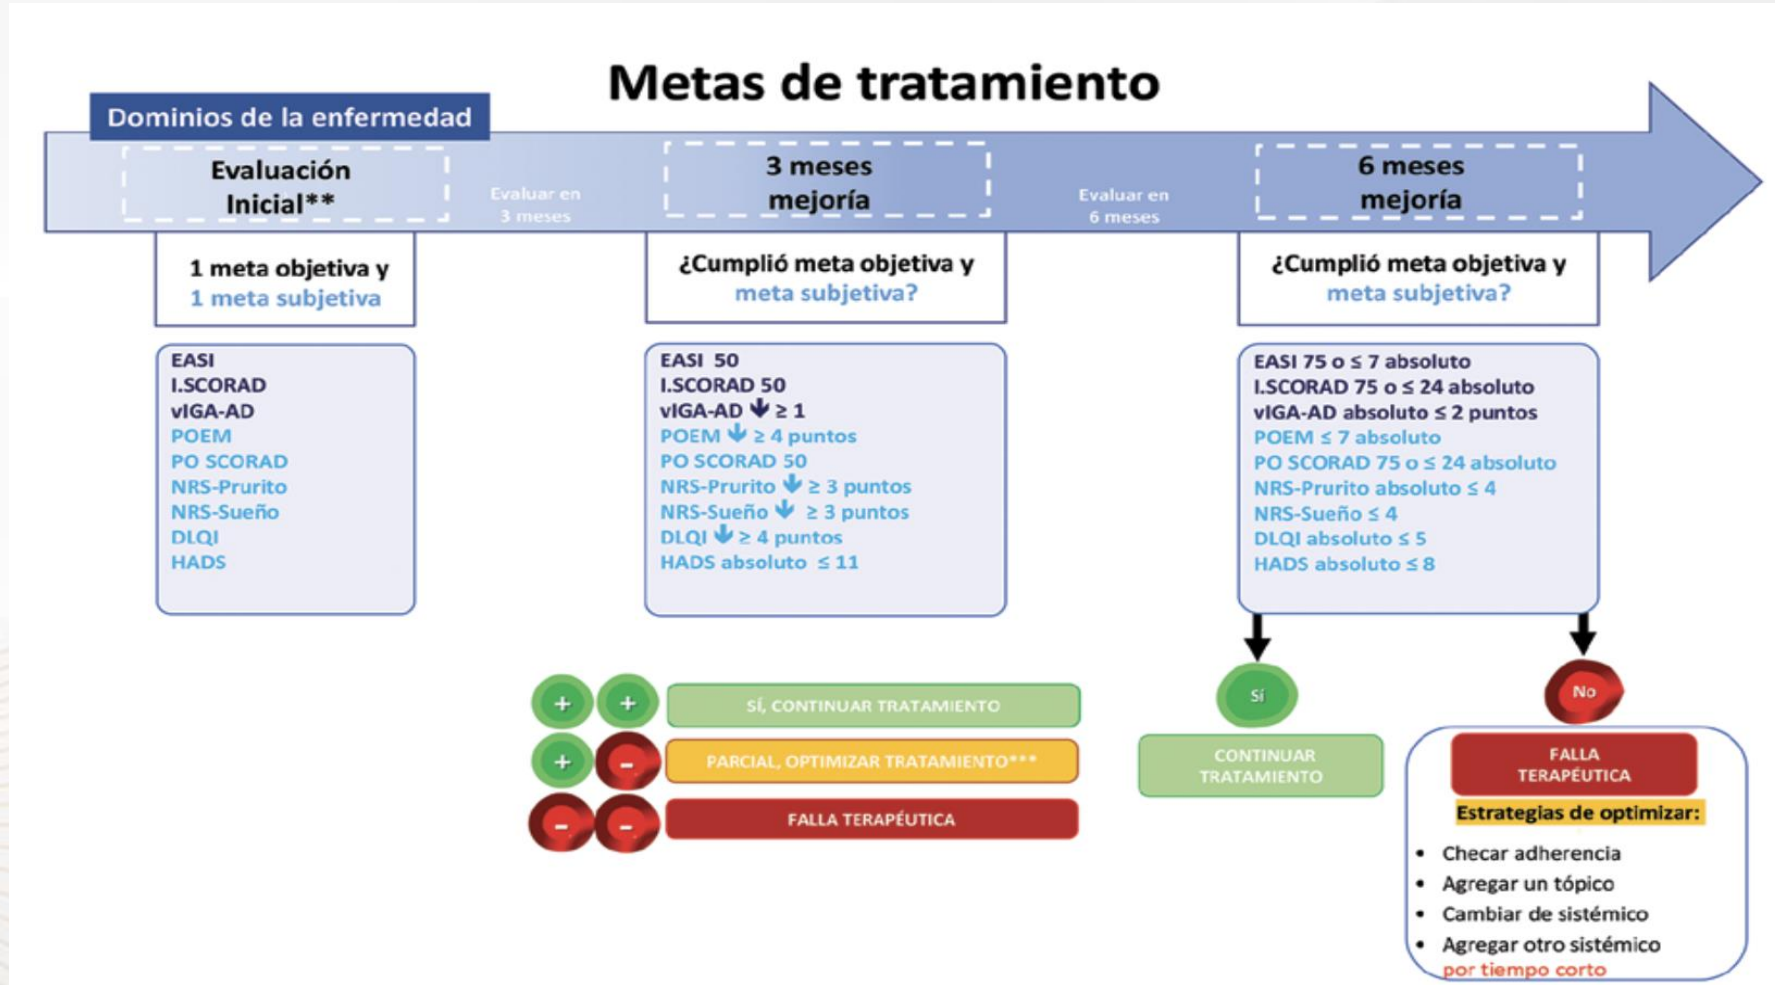 Metas de tratamiento
Dominios de la enfermedad
Evaluación
Inicial**
Evaluar en
3 meses
3 meses
mejoría
Evaluar en
6 meses
6 meses
mejoría
1 meta objetiva y
1 meta subjetiva
¿Cumplió meta objetiva y
meta subjetiva?
¿Cumplió meta objetiva y
meta subjetiva?
EASI
I.SCORAD
vIGA-AD
POEM
PO SCORAD
NRS-Prurito
NRS-Sueño
DLQI
HADS
EASI 50
I.SCORAD 50
vIGA-AD ↓ ≥ 1
POEM ↓ ≥ 4 puntos
PO SCORAD 50
NRS-Prurito ↓ ≥ 3 puntos
NRS-Sueño ↓ ≥ 3 puntos
DLQI ↓ ≥ 4 puntos
HADS absoluto ≤ 11
EASI 75 o ≤ 7 absoluto
I.SCORAD 75 o ≤ 24 absoluto
vIGA-AD absoluto ≤ 2 puntos
POEM ≤ 7 absoluto
PO SCORAD 75 o ≤ 24 absoluto
NRS-Prurito absoluto ≤ 4
NRS-Sueño ≤ 4
DLQI absoluto ≤ 5
HADS absoluto ≤ 8
+ + SÍ, CONTINUAR TRATAMIENTO
+ - PARCIAL, OPTIMIZAR TRATAMIENTO***
- - FALLA TERAPÉUTICA
Sí
CONTINUAR
TRATAMIENTO
No
FALLA
TERAPÉUTICA
Estrategias de optimizar:
• Checar adherencia
• Agregar un tópico
• Cambiar de sistémico
• Agregar otro sistémico
por tiempo corto